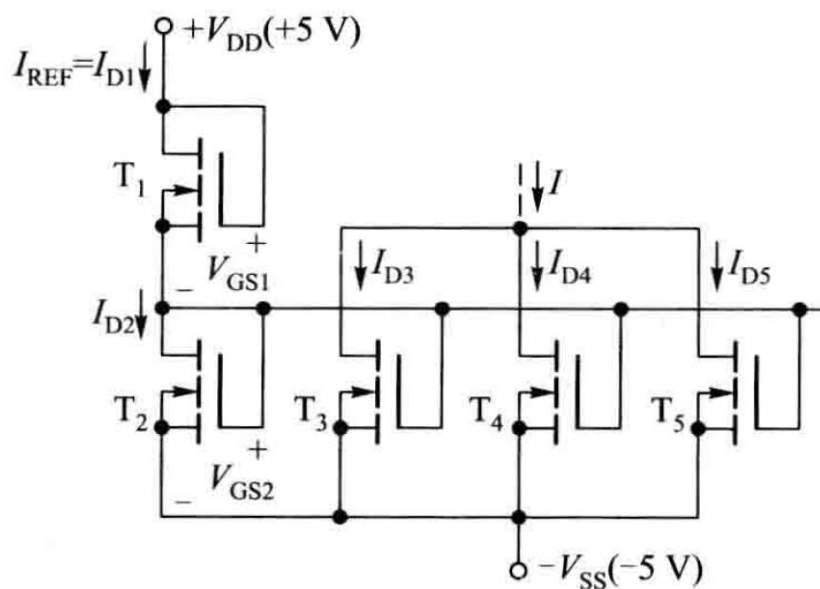 +V_DD(+5 V)
I_REF=I_D1
T_1
+
V_GS1
−
I
I_D3
I_D4
I_D5
I_D2
T_2
T_3
T_4
T_5
+
V_GS2
−
−V_SS(−5 V)